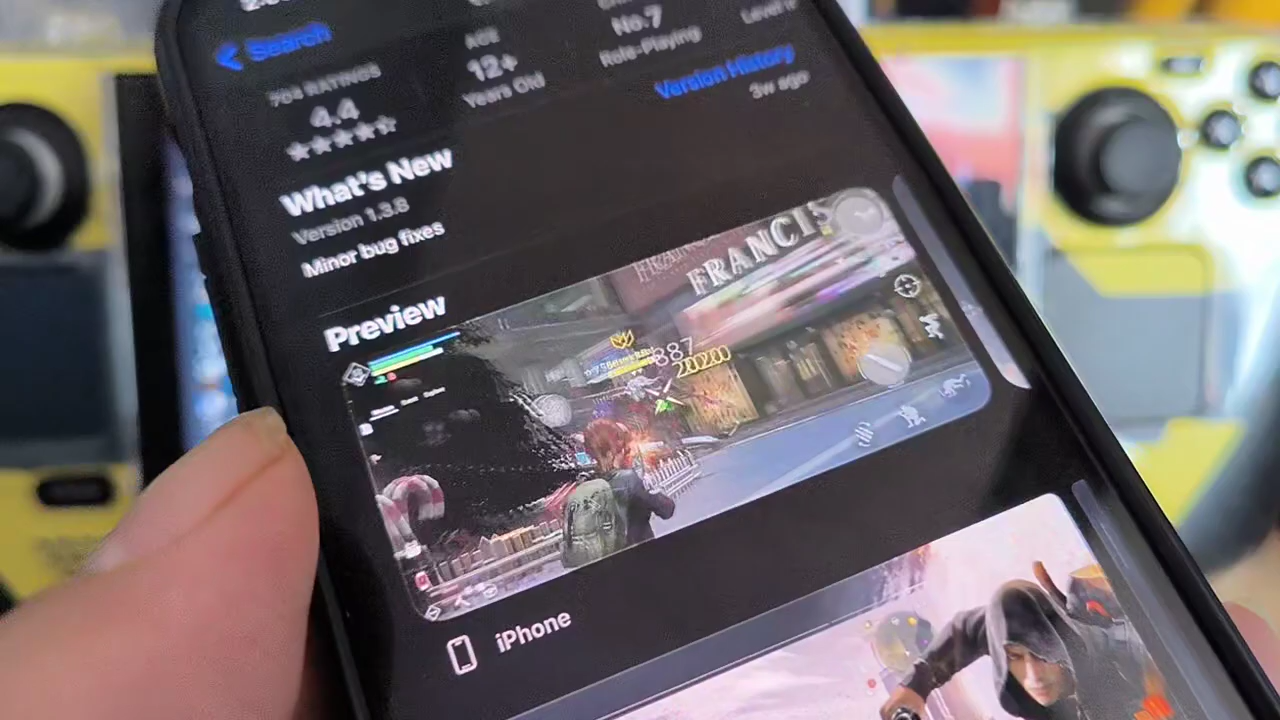 Search
703 RATINGS
4.4
AGE
12+
Years Old
No.7
Role-Playing
Version History
3w ago
What's New
Version 1.3.8
Minor bug fixes
Preview
FRANCIS
887
20200
iPhone